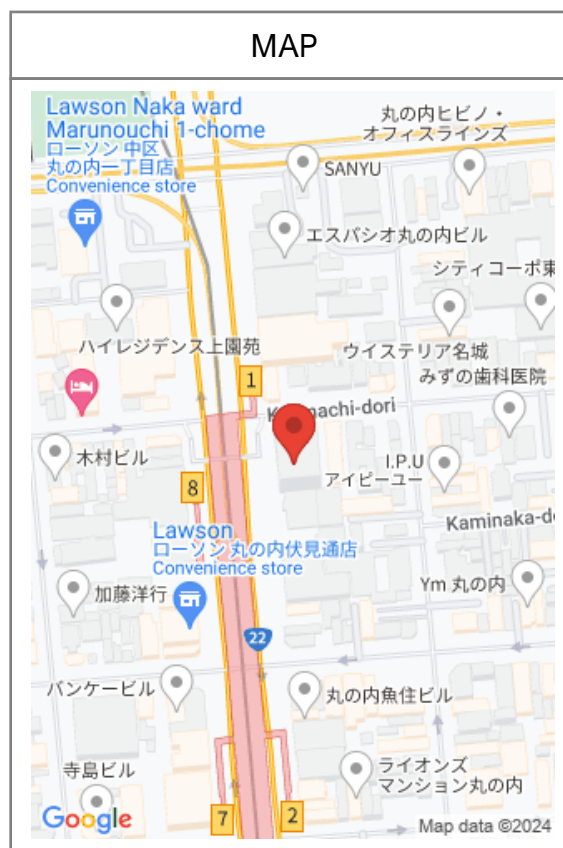 MAP
Lawson Naka ward
Marunouchi 1-chome
ローソン 中区
丸の内一丁目店
Convenience store
丸の内ヒビノ・
オフィスラインズ
SANYU
エスパシオ丸の内ビル
シティコーポ東
ハイレジデンス上園苑
ウイステリア名城
みずの歯科医院
1
machi-dori
木村ビル
I.P.U
アイピーユー
8
Kaminaka-do
Lawson
ローソン 丸の内伏見通店
Convenience store
加藤洋行
Ym 丸の内
22
バンケービル
丸の内魚住ビル
寺島ビル
ライオンズ
マンション丸の内
7
2
Google
Map data ©2024